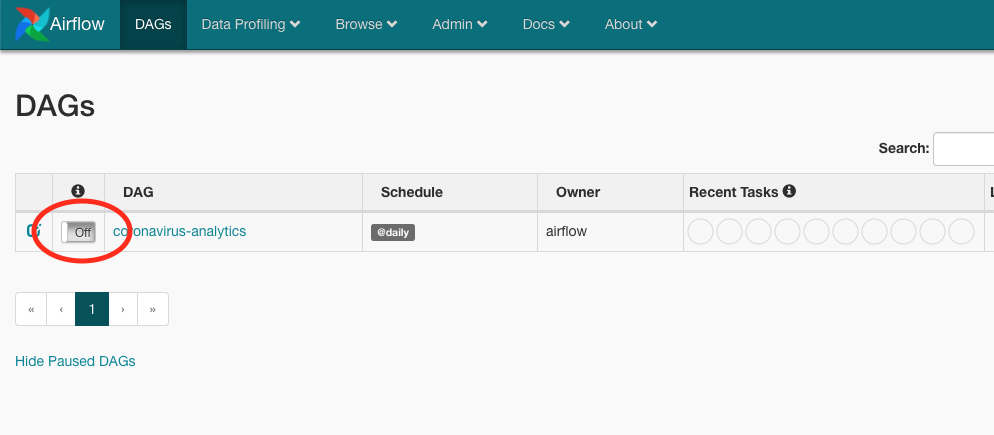 Airflow DAGs Data Profiling Browse Admin Docs About
DAGs
Search:
DAG Schedule Owner Recent Tasks
Off coronavirus-analytics @daily airflow
« ‹ 1 › »
Hide Paused DAGs